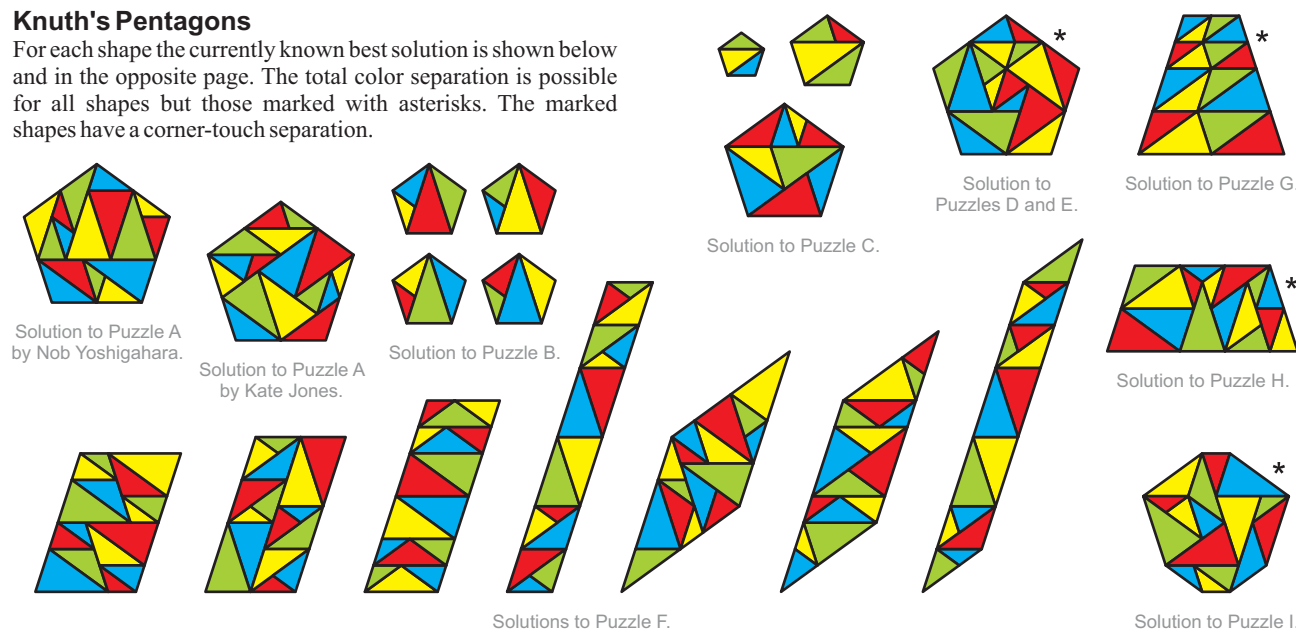 Knuth's Pentagons
For each shape the currently known best solution is shown below
and in the opposite page. The total color separation is possible
for all shapes but those marked with asterisks. The marked
shapes have a corner-touch separation.
*
*
Solution to
Puzzles D and E.
Solution to Puzzle G.
Solution to Puzzle C.
*
Solution to Puzzle A
by Nob Yoshigahara.
Solution to Puzzle A
by Kate Jones.
Solution to Puzzle B.
Solution to Puzzle H.
*
Solutions to Puzzle F.
Solution to Puzzle I.